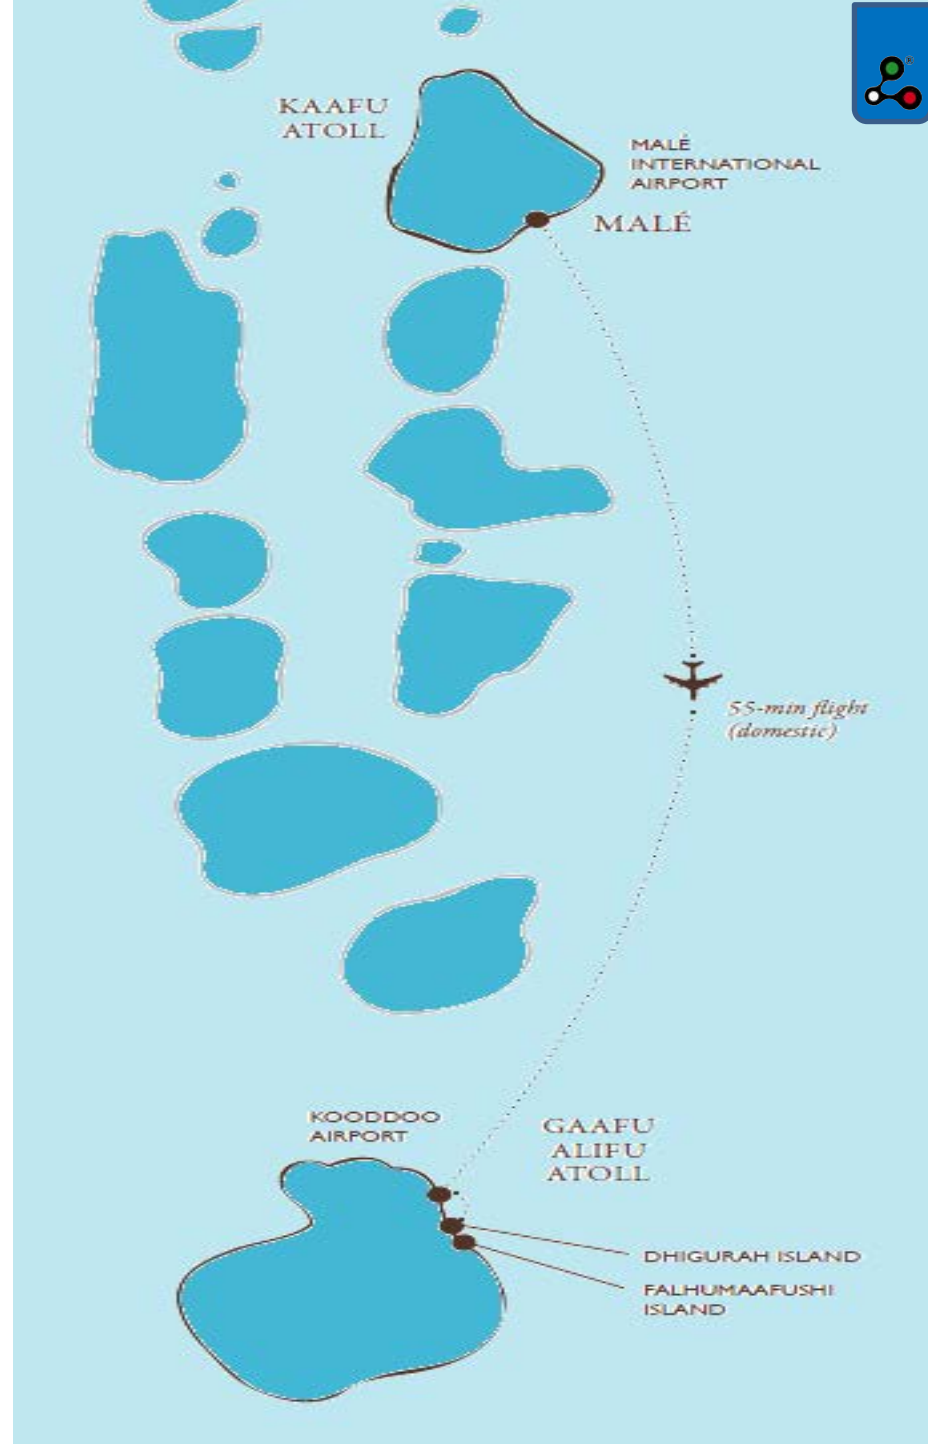 KAAFU
ATOLL
MALÉ
INTERNATIONAL
AIRPORT
MALÉ
55-min flight
(domestic)
KOODDOO
AIRPORT
GAAFU
ALIFU
ATOLL
DHIGURAH ISLAND
FALHUMAAFUSHI
ISLAND